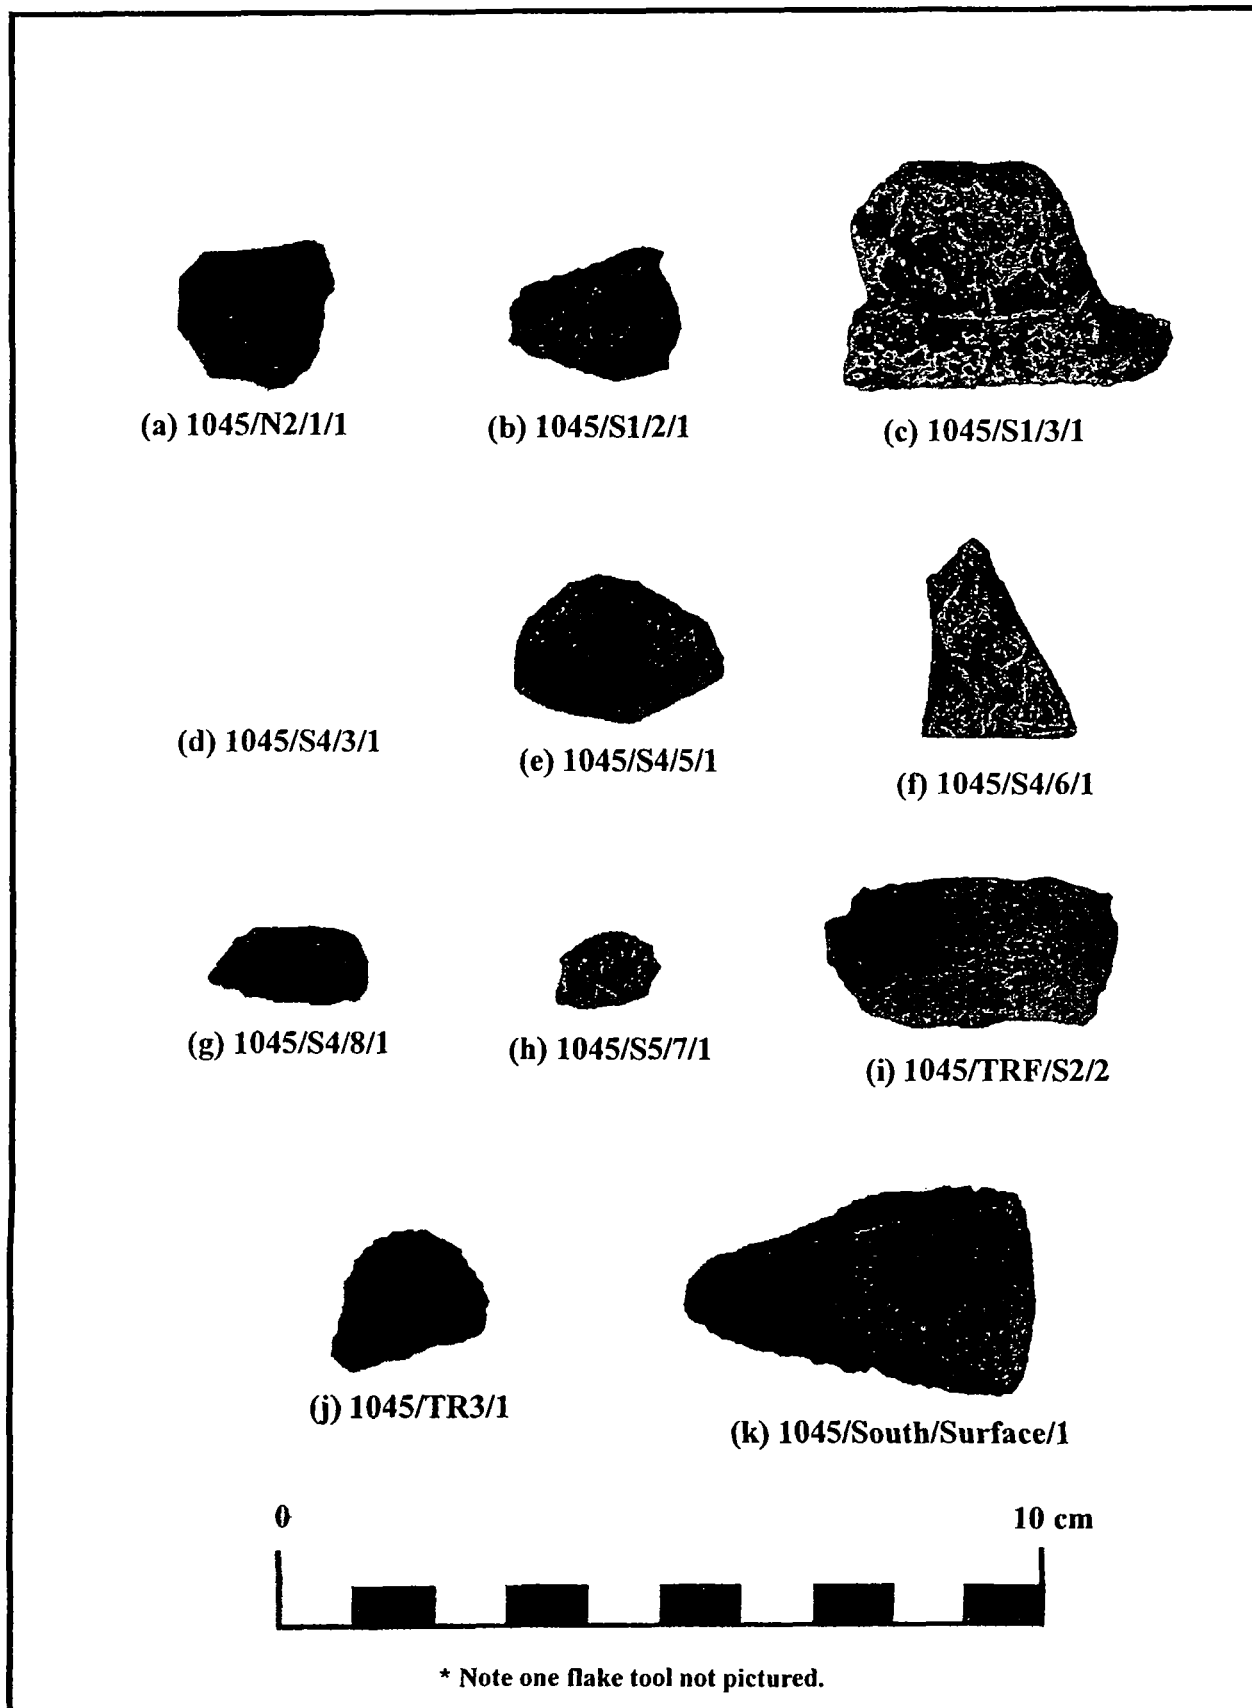 (a) 1045/N2/1/1
(b) 1045/S1/2/1
(c) 1045/S1/3/1
(d) 1045/S4/3/1
(e) 1045/S4/5/1
(f) 1045/S4/6/1
(g) 1045/S4/8/1
(h) 1045/S5/7/1
(i) 1045/TRF/S2/2
(j) 1045/TR3/1
(k) 1045/South/Surface/1
0
10 cm
* Note one flake tool not pictured.